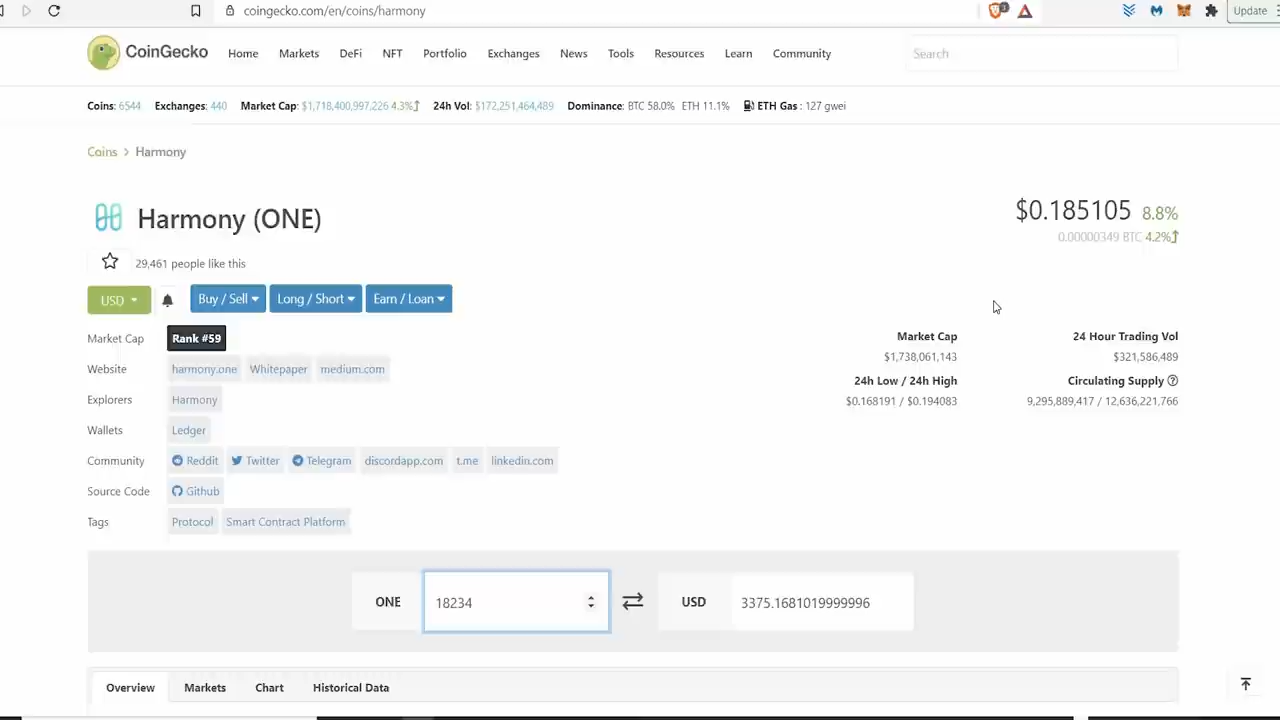 coingecko.com/en/coins/harmony
Update
CoinGecko Home Markets DeFi NFT Portfolio Exchanges News Tools Resources Learn Community Search
Coins: 6544 Exchanges: 440 Market Cap: $1,718,400,997,226 4.3% 24h Vol: $172,251,464,489 Dominance: BTC 58.0% ETH 11.1% ETH Gas : 127 gwei
Coins > Harmony
Harmony (ONE)
$0.185105 8.8%
0.00000349 BTC 4.2%
29,461 people like this
USD Buy / Sell Long / Short Earn / Loan
Market Cap Rank #59
Website harmony.one Whitepaper medium.com
Explorers Harmony
Wallets Ledger
Community Reddit Twitter Telegram discordapp.com t.me linkedin.com
Source Code Github
Tags Protocol Smart Contract Platform
Market Cap 24 Hour Trading Vol
$1,738,061,143 $321,586,489
24h Low / 24h High Circulating Supply
$0.168191 / $0.194083 9,295,889,417 / 12,636,221,766
ONE 18234 USD 3375.1681019999996
Overview Markets Chart Historical Data